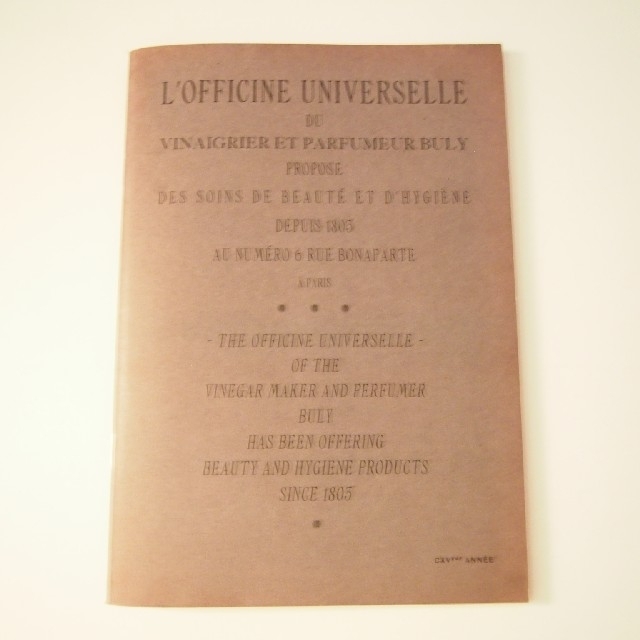 L'OFFICINE UNIVERSELLE
DU
VINAIGRIER ET PARFUMEUR BULY
PROPOSE
DES SOINS DE BEAUTÉ ET D'HYGIÈNE
DEPUIS 1803
AU NUMÉRO 6 RUE BONAPARTE
À PARIS
- THE OFFICINE UNIVERSELLE -
OF THE
VINEGAR MAKER AND PERFUMER
BULY
HAS BEEN OFFERING
BEAUTY AND HYGIENE PRODUCTS
SINCE 1803
ANNÉE